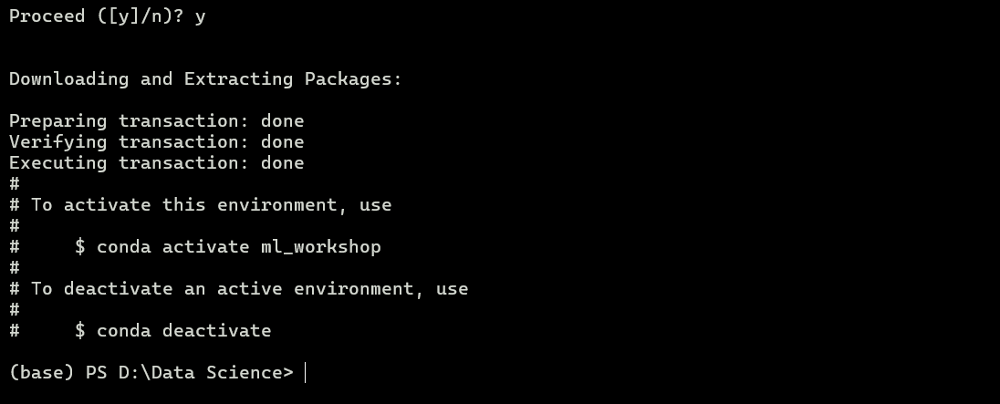 Proceed ([y]/n)? y
Downloading and Extracting Packages:
Preparing transaction: done
Verifying transaction: done
Executing transaction: done
#
# To activate this environment, use
#
#     $ conda activate ml_workshop
#
# To deactivate an active environment, use
#
#     $ conda deactivate
(base) PS D:\Data Science>